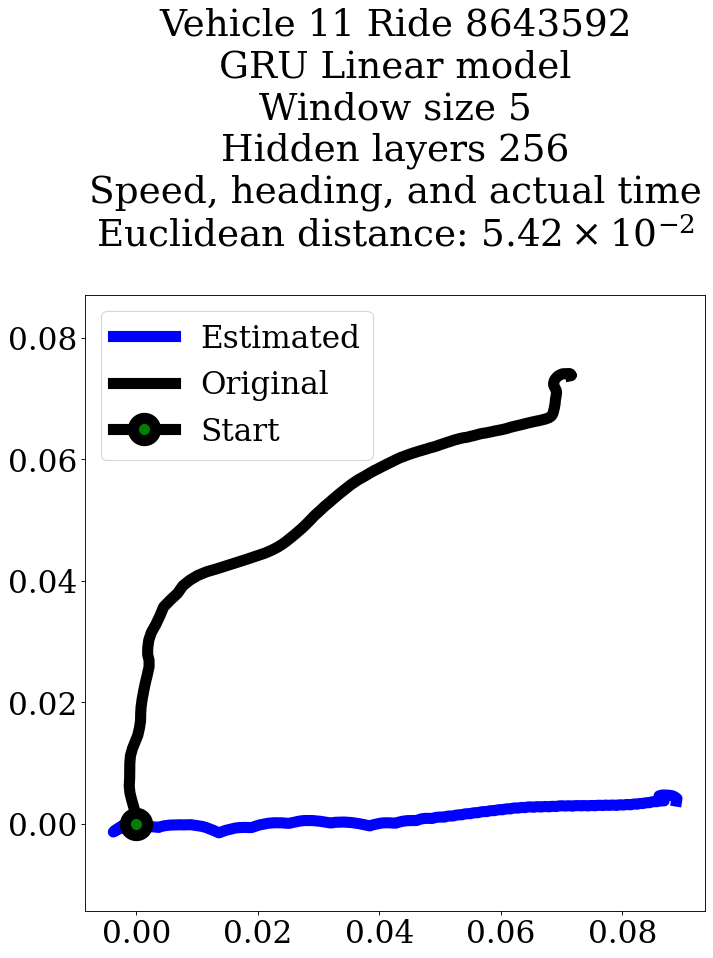 Vehicle 11 Ride 8643592
GRU Linear model
Window size 5
Hidden layers 256
Speed, heading, and actual time
Euclidean distance: 5.42 × 10⁻²
Estimated
Original
Start
0.08
0.06
0.04
0.02
0.00
0.00 0.02 0.04 0.06 0.08